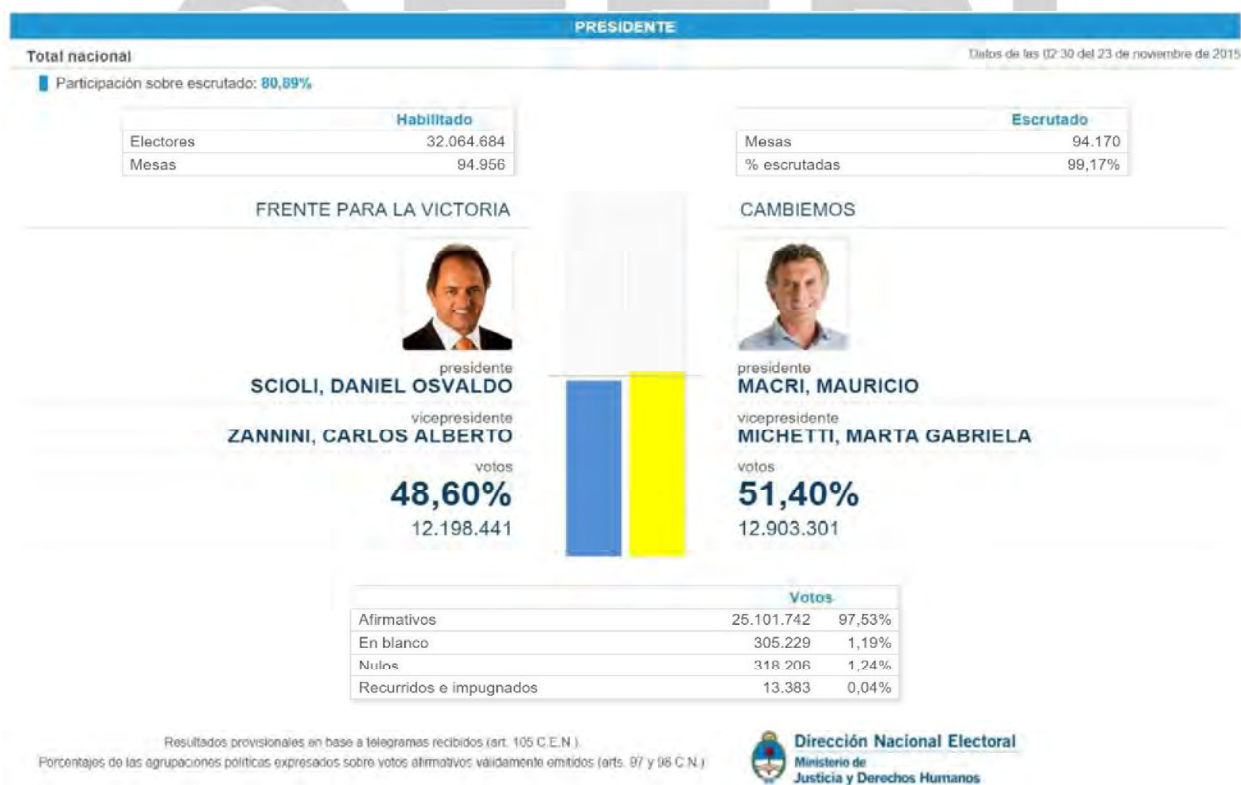 PRESIDENTE
Total nacional
Datos de las 02:30 del 23 de noviembre de 2015
Participación sobre escrutado: 80,89%
Habilitado
Electores 32.064.684
Mesas 94.956
Escrutado
Mesas 94.170
% escrutadas 99,17%
FRENTE PARA LA VICTORIA
presidente
SCIOLI, DANIEL OSVALDO
vicepresidente
ZANNINI, CARLOS ALBERTO
votos
48,60%
12.198.441
CAMBIEMOS
presidente
MACRI, MAURICIO
vicepresidente
MICHETTI, MARTA GABRIELA
votos
51,40%
12.903.301
Votos
Afirmativos 25.101.742 97,53%
En blanco 305.229 1,19%
Nulos 318.206 1,24%
Recurridos e impugnados 13.383 0,04%
Resultados provisionales en base a telegramas recibidos (art. 105 C.E.N.)
Porcentajes de las agrupaciones políticas expresados sobre votos afirmativos válidamente emitidos (arts. 97 y 98 C.N.)
Dirección Nacional Electoral
Ministerio de
Justicia y Derechos Humanos